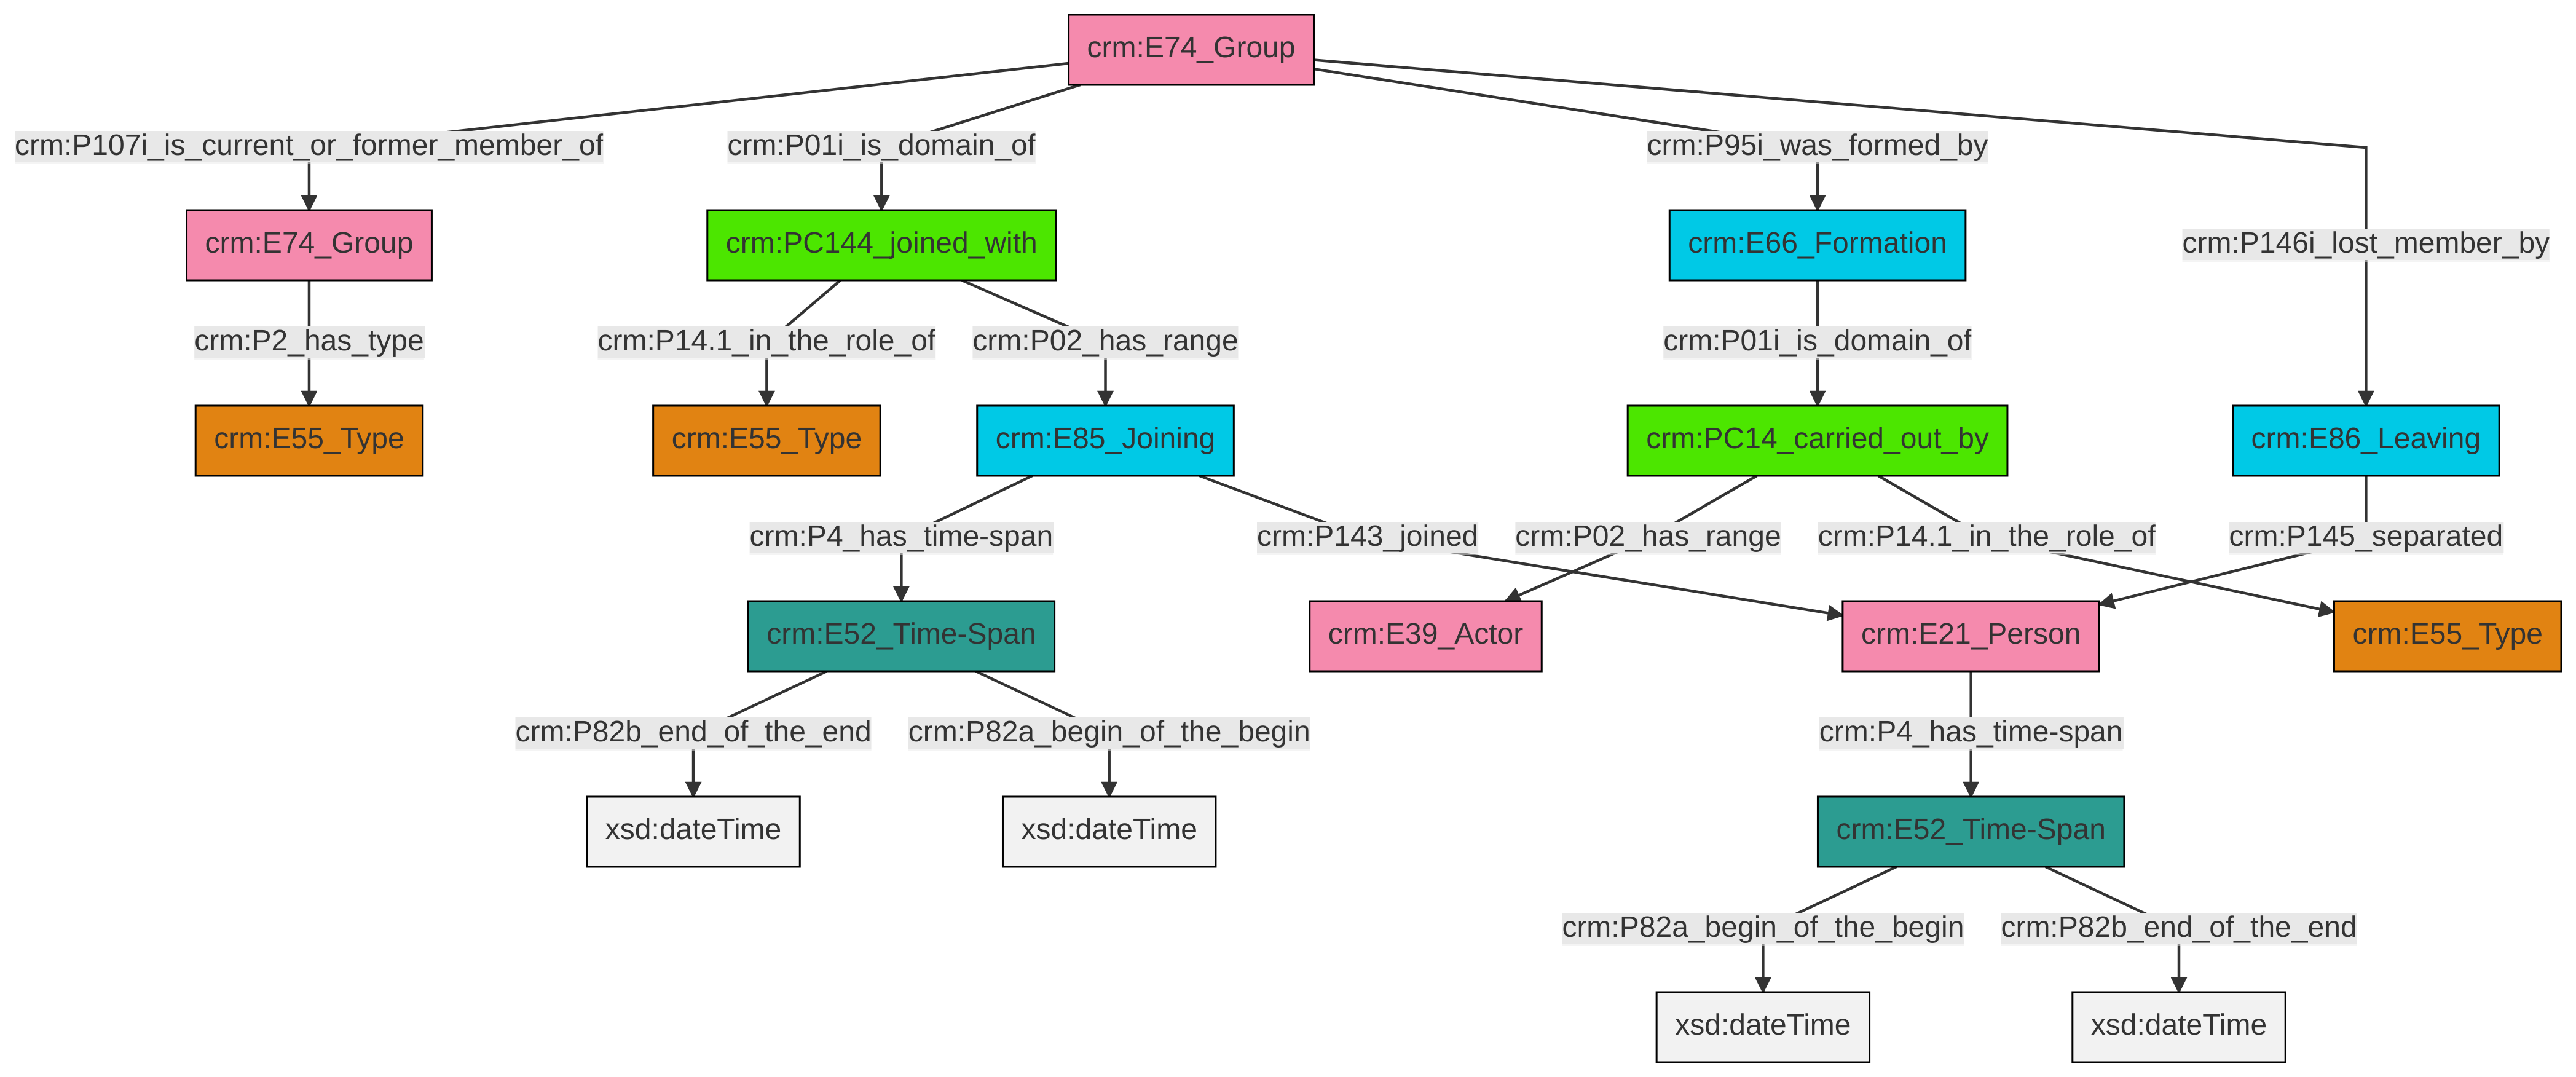 crm:E74_Group
crm:P107i_is_current_or_former_member_of
crm:P01i_is_domain_of
crm:P95i_was_formed_by
crm:E74_Group
crm:PC144_joined_with
crm:E66_Formation
crm:P146i_lost_member_by
crm:P2_has_type
crm:P14.1_in_the_role_of
crm:P02_has_range
crm:P01i_is_domain_of
crm:E55_Type
crm:E55_Type
crm:E85_Joining
crm:PC14_carried_out_by
crm:E86_Leaving
crm:P4_has_time-span
crm:P143_joined
crm:P02_has_range
crm:P14.1_in_the_role_of
crm:P145_separated
crm:E52_Time-Span
crm:E39_Actor
crm:E21_Person
crm:E55_Type
crm:P82b_end_of_the_end
crm:P82a_begin_of_the_begin
crm:P4_has_time-span
xsd:dateTime
xsd:dateTime
crm:E52_Time-Span
crm:P82a_begin_of_the_begin
crm:P82b_end_of_the_end
xsd:dateTime
xsd:dateTime